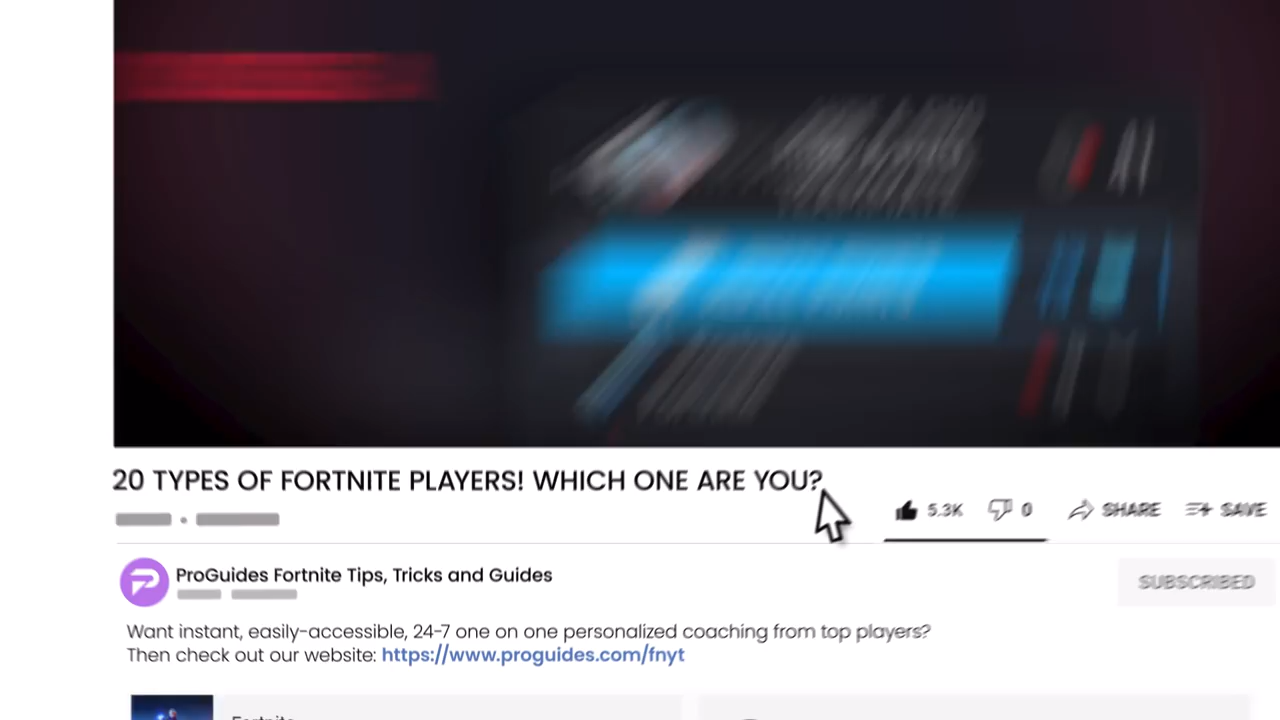 20 TYPES OF FORTNITE PLAYERS! WHICH ONE ARE YOU?
5.3K 0 SHARE SAVE
ProGuides Fortnite Tips, Tricks and Guides
SUBSCRIBED
Want instant, easily-accessible, 24-7 one on one personalized coaching from top players?
Then check out our website: https://www.proguides.com/fnyt
Fortnite